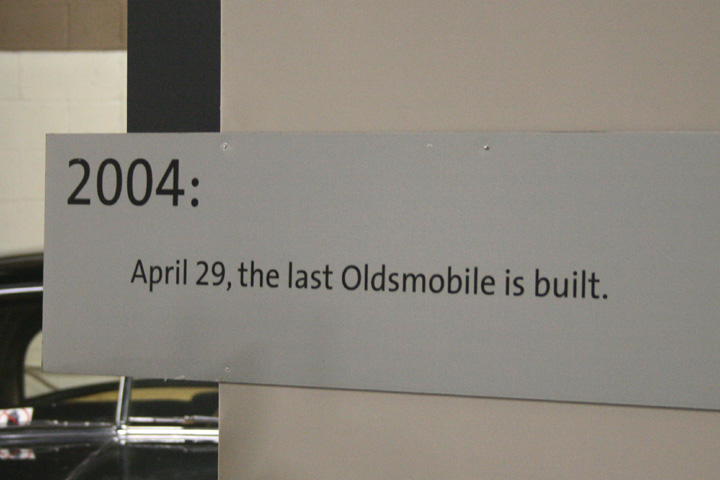 2004:
April 29, the last Oldsmobile is built.